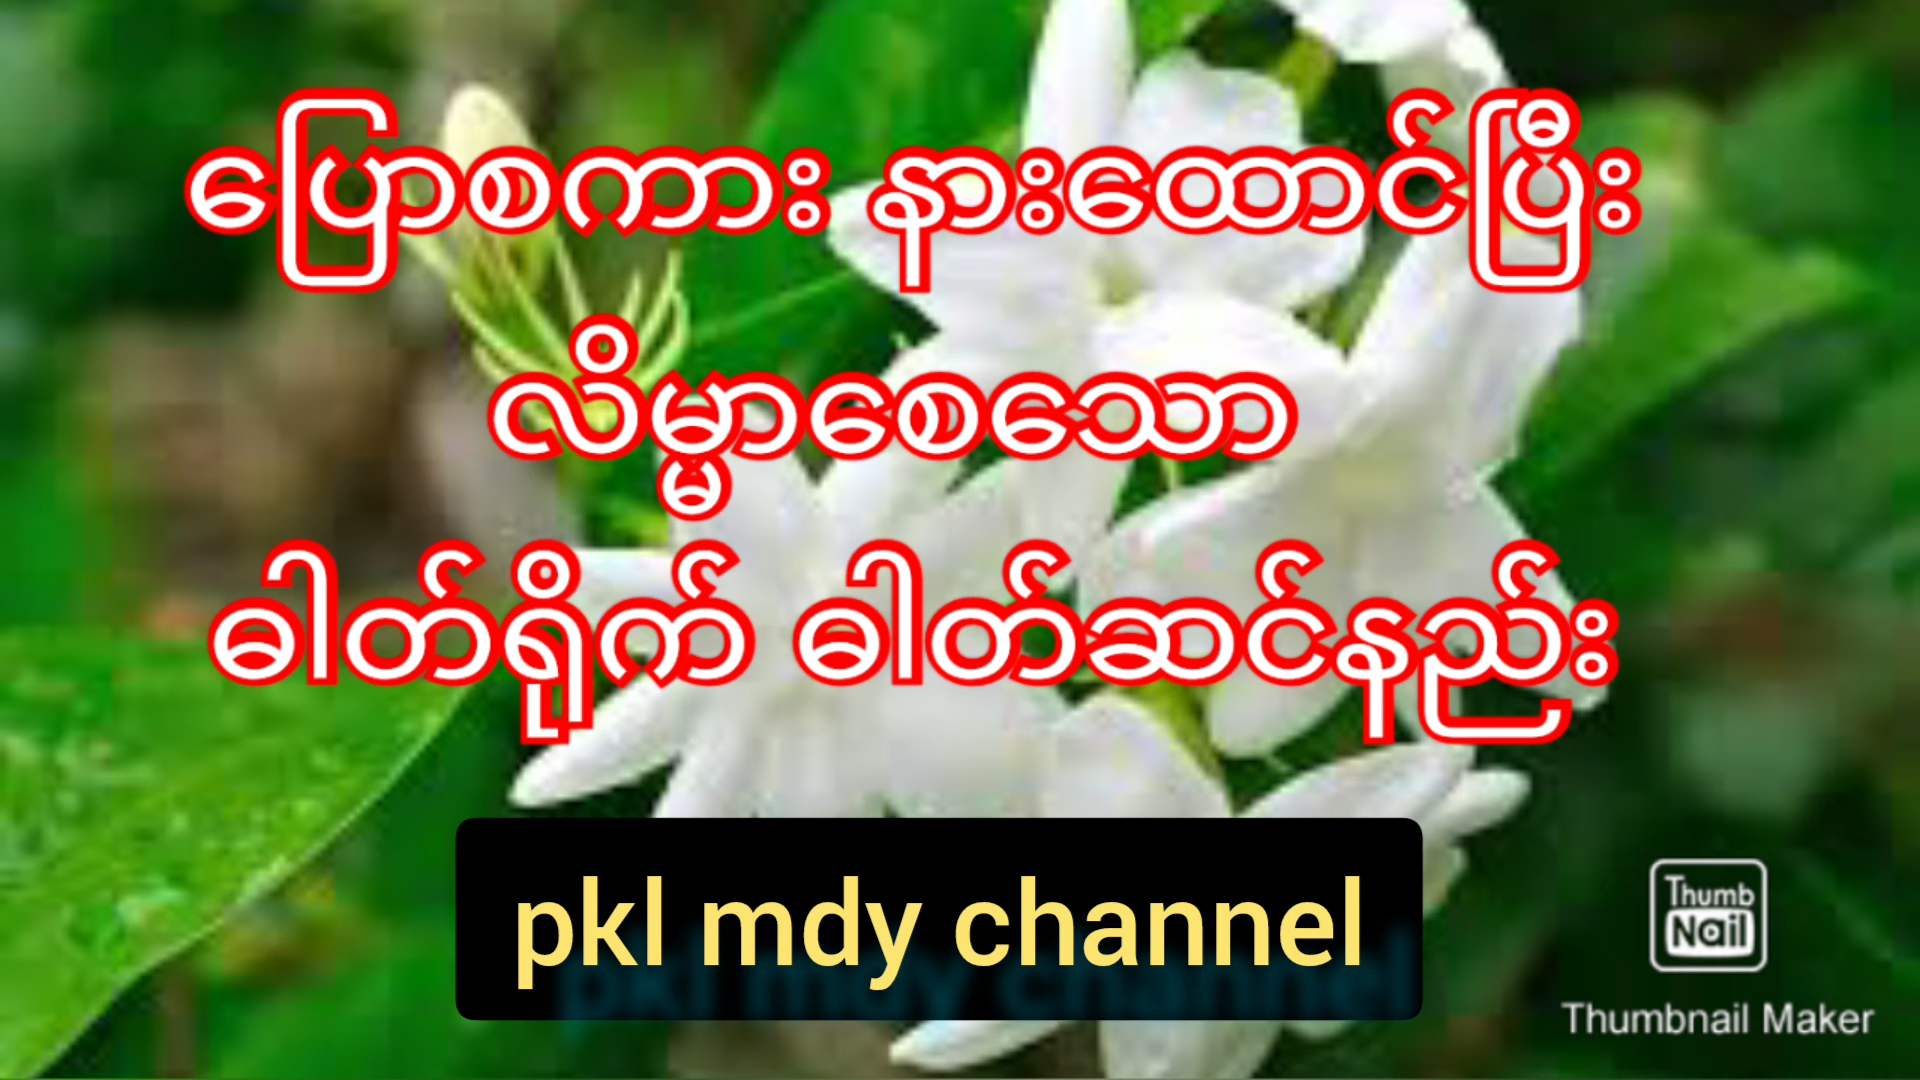 ပြောစကား နားထောင်ပြီး
လိမ္မာစေသော
ဓါတ်ရိုက် ဓါတ်ဆင်နည်း
pkl mdy channel
Thumb
Nail
Thumbnail Maker